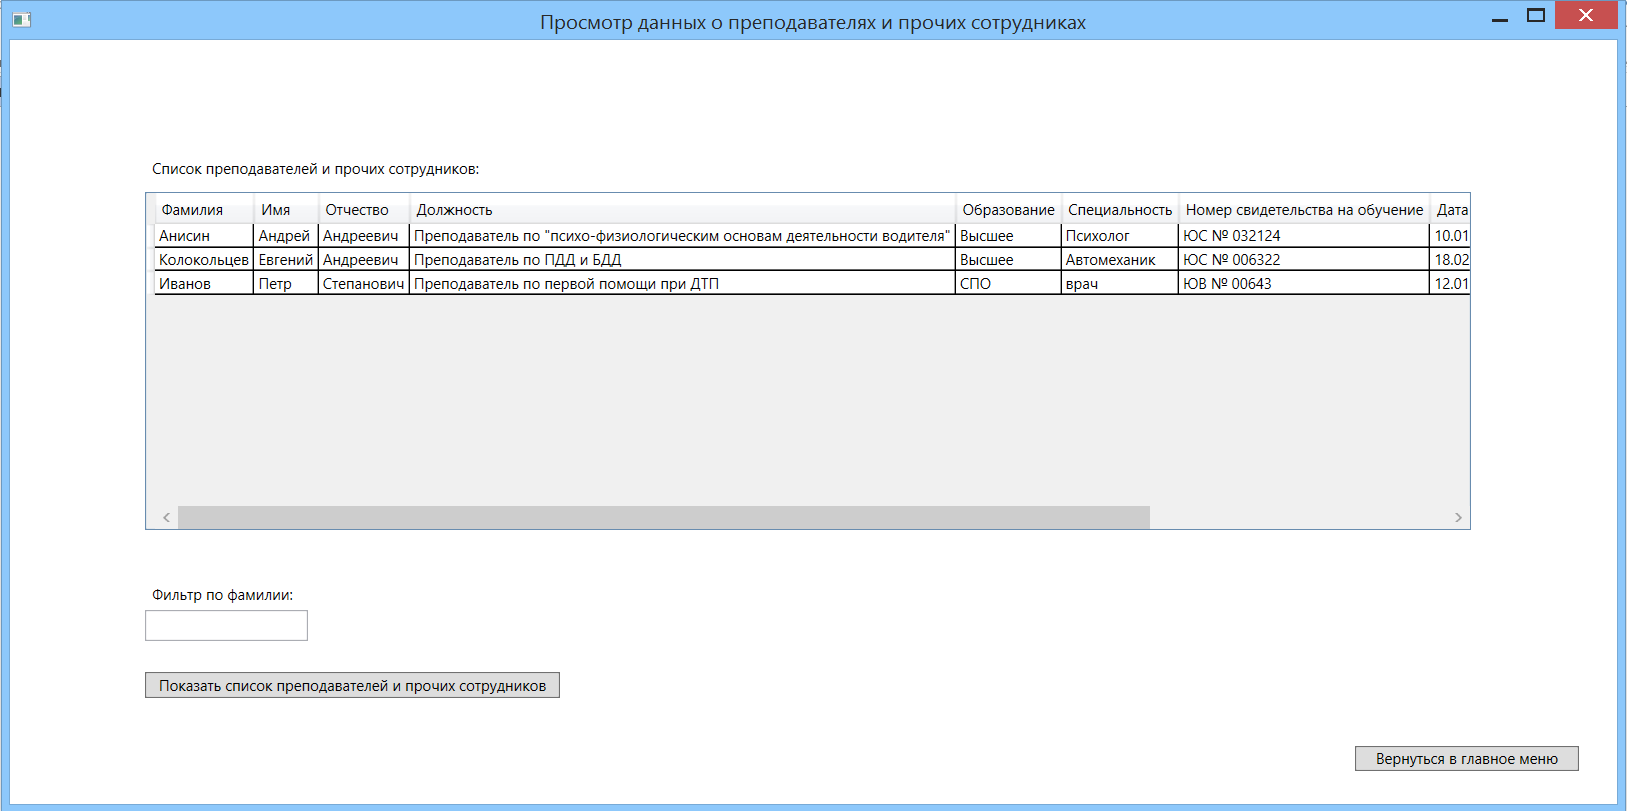 Просмотр данных о преподавателях и прочих сотрудниках
Список преподавателей и прочих сотрудников:
Фамилия Имя Отчество Должность Образование Специальность Номер свидетельства на обучение Дата
Анисин Андрей Андреевич Преподаватель по "психо-физиологическим основам деятельности водителя" Высшее Психолог ЮС № 032124 10.01
Колокольцев Евгений Андреевич Преподаватель по ПДД и БДД Высшее Автомеханик ЮС № 006322 18.02
Иванов Петр Степанович Преподаватель по первой помощи при ДТП СПО врач ЮВ № 00643 12.01
Фильтр по фамилии:
Показать список преподавателей и прочих сотрудников
Вернуться в главное меню